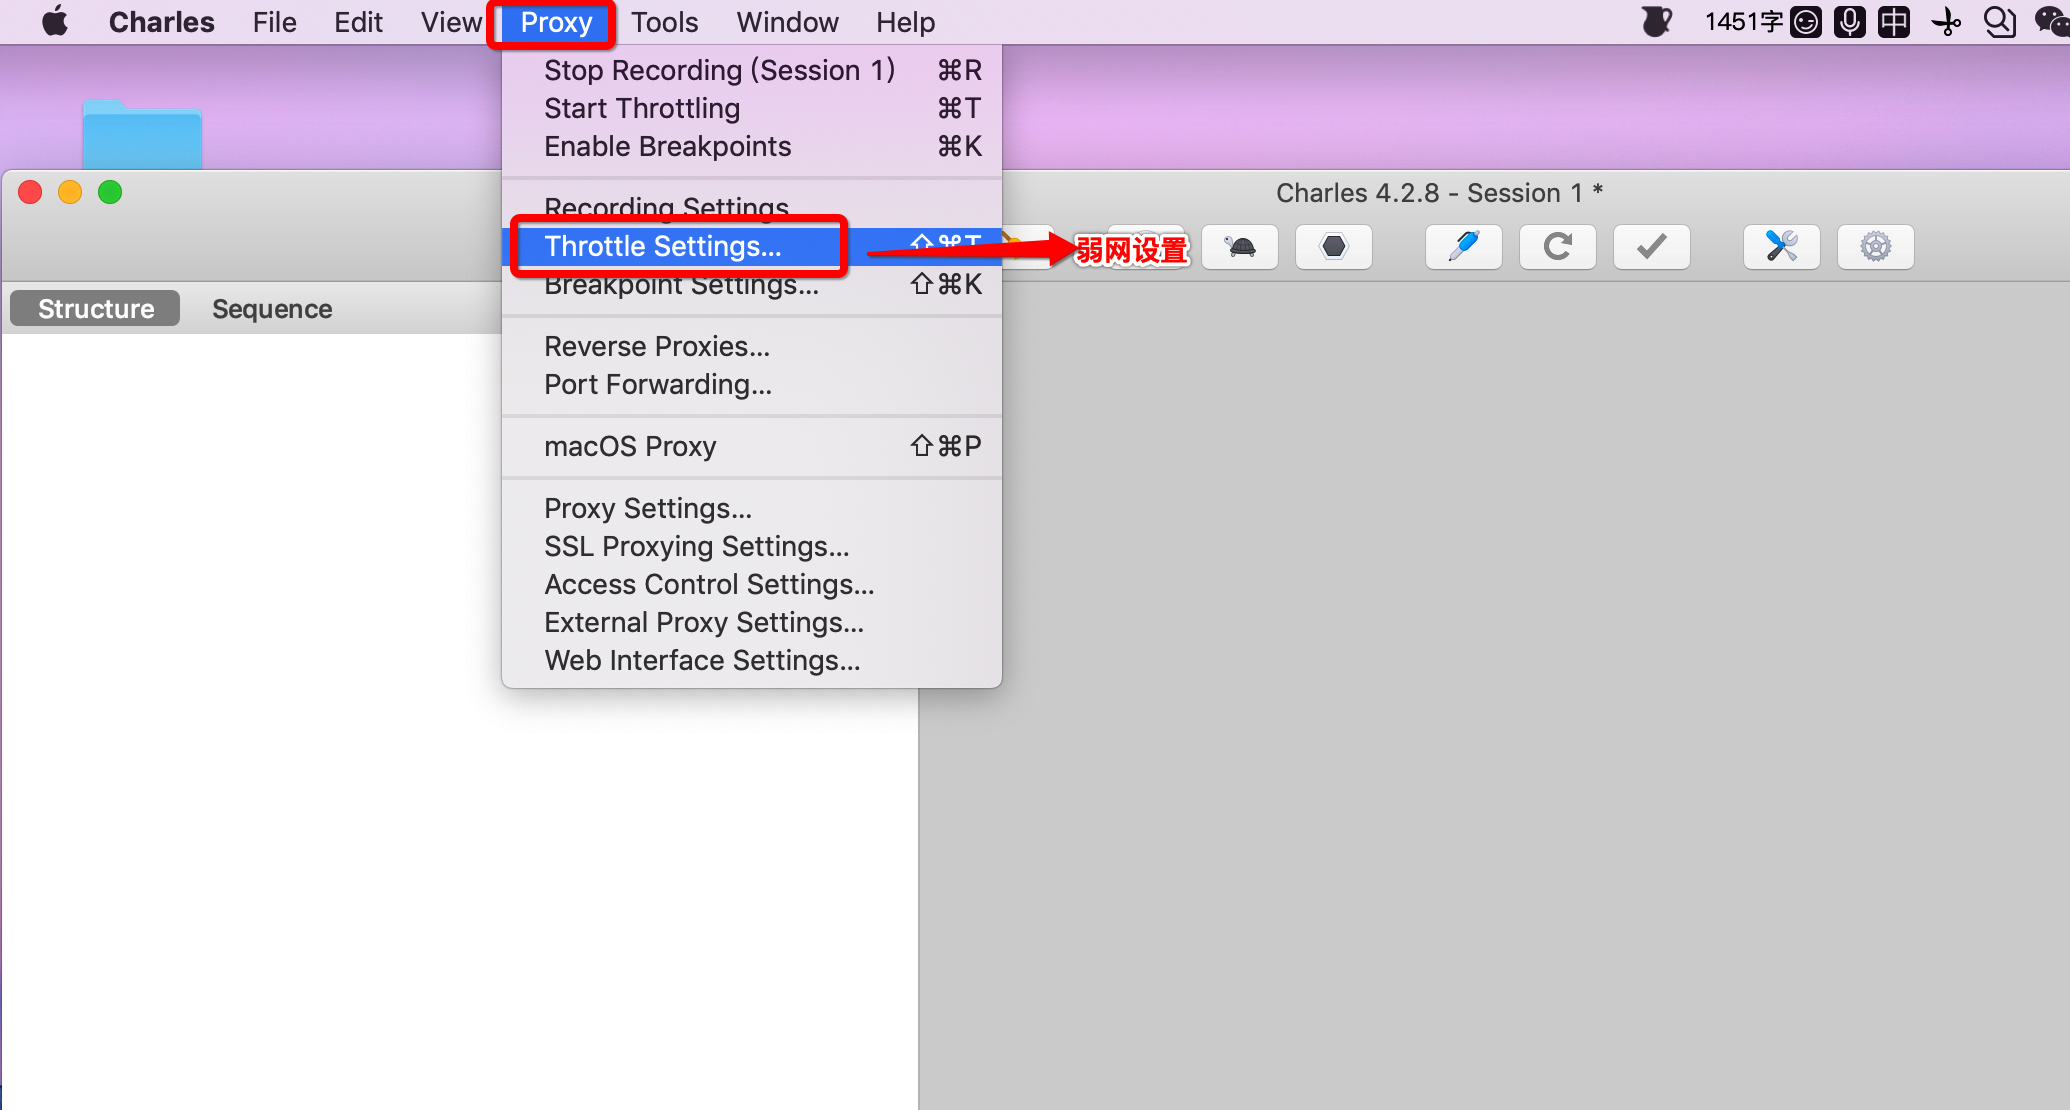 Charles File Edit View Proxy Tools Window Help 1451字 中
Stop Recording (Session 1) ⌘R
Start Throttling ⌘T
Enable Breakpoints ⌘K
Charles 4.2.8 - Session 1 *
Recording Settings
Throttle Settings... ⇧⌘T
弱网设置
Breakpoint Settings... ⇧⌘K
Structure Sequence
Reverse Proxies...
Port Forwarding...
macOS Proxy ⇧⌘P
Proxy Settings...
SSL Proxying Settings...
Access Control Settings...
External Proxy Settings...
Web Interface Settings...